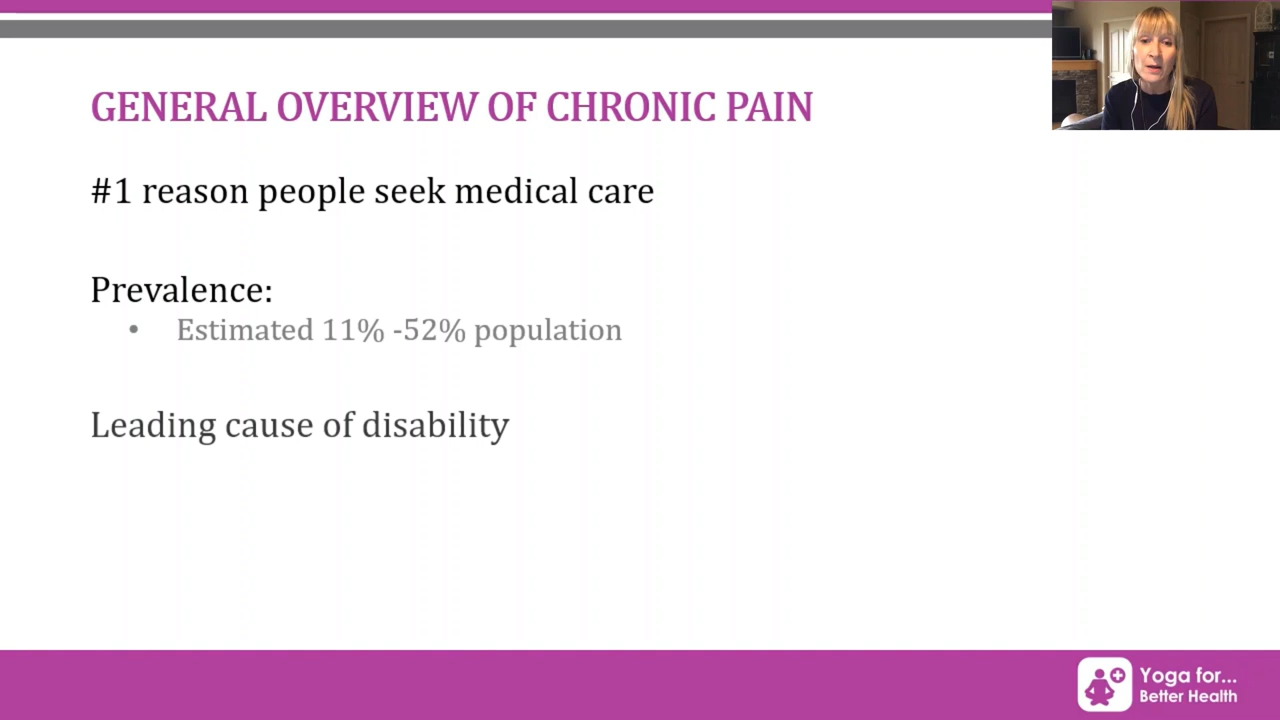 GENERAL OVERVIEW OF CHRONIC PAIN
#1 reason people seek medical care
Prevalence:
• Estimated 11% -52% population
Leading cause of disability
Yoga for...
Better Health